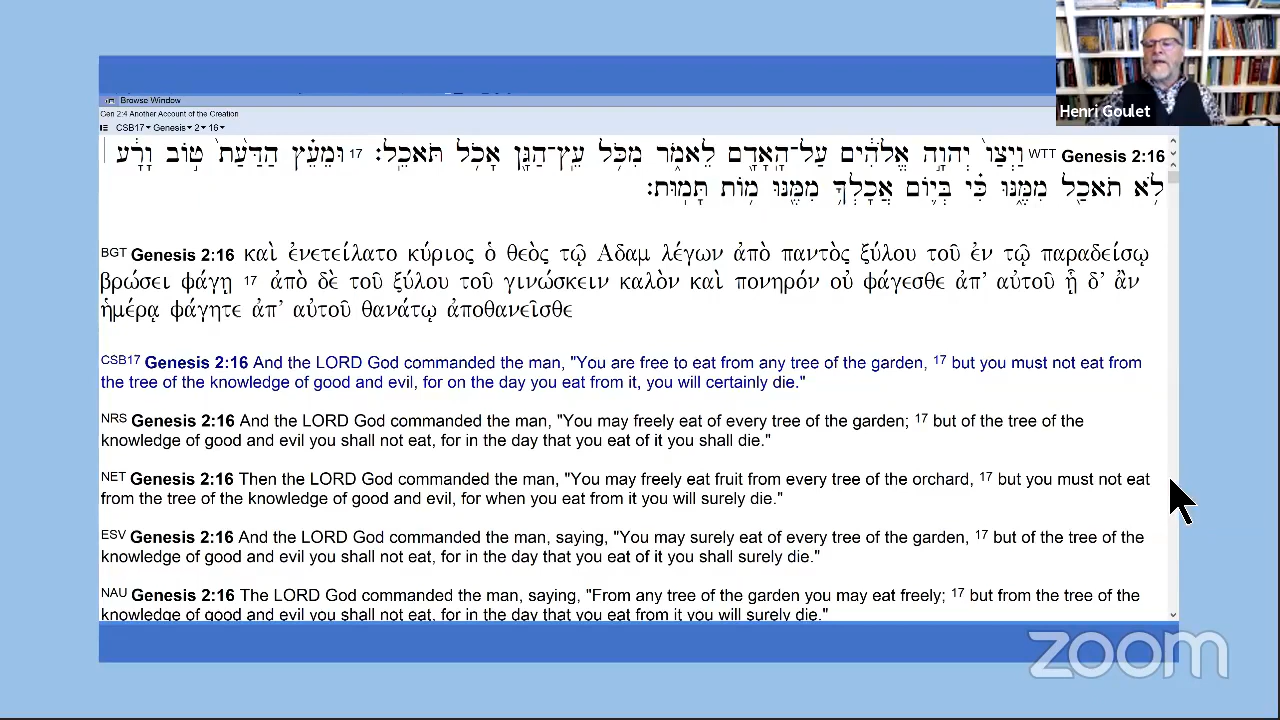 Henri Goulet
Browse Window
Gen 2:4 Another Account of the Creation
CSB17 Genesis 2 16
WTT Genesis 2:16 וַיְצַו֙ יְהוָ֣ה אֱלֹהִ֔ים עַל־הָֽאָדָ֖ם לֵאמֹ֑ר מִכֹּ֥ל עֵֽץ־הַגָּ֖ן אָכֹ֥ל תֹּאכֵֽל׃ 17 וּמֵעֵ֗ץ הַדַּ֙עַת֙ ט֣וֹב וָרָ֔ע
לֹ֥א תֹאכַ֖ל מִמֶּ֑נּוּ כִּ֗י בְּי֛וֹם אֲכָלְךָ֥ מִמֶּ֖נּוּ מ֥וֹת תָּמֽוּת׃
BGT Genesis 2:16 καὶ ἐνετείλατο κύριος ὁ θεὸς τῷ Αδαμ λέγων ἀπὸ παντὸς ξύλου τοῦ ἐν τῷ παραδείσῳ
βρώσει φάγῃ 17 ἀπὸ δὲ τοῦ ξύλου τοῦ γινώσκειν καλὸν καὶ πονηρόν οὐ φάγεσθε ἀπ’ αὐτοῦ ᾗ δ’ ἂν
ἡμέρᾳ φάγητε ἀπ’ αὐτοῦ θανάτῳ ἀποθανεῖσθε
CSB17 Genesis 2:16 And the LORD God commanded the man, "You are free to eat from any tree of the garden, 17 but you must not eat from
the tree of the knowledge of good and evil, for on the day you eat from it, you will certainly die."
NRS Genesis 2:16 And the LORD God commanded the man, "You may freely eat of every tree of the garden; 17 but of the tree of the
knowledge of good and evil you shall not eat, for in the day that you eat of it you shall die."
NET Genesis 2:16 Then the LORD God commanded the man, "You may freely eat fruit from every tree of the orchard, 17 but you must not eat
from the tree of the knowledge of good and evil, for when you eat from it you will surely die."
ESV Genesis 2:16 And the LORD God commanded the man, saying, "You may surely eat of every tree of the garden, 17 but of the tree of the
knowledge of good and evil you shall not eat, for in the day that you eat of it you shall surely die."
NAU Genesis 2:16 The LORD God commanded the man, saying, "From any tree of the garden you may eat freely; 17 but from the tree of the
knowledge of good and evil you shall not eat, for in the day that you eat from it you will surely die."
zoom